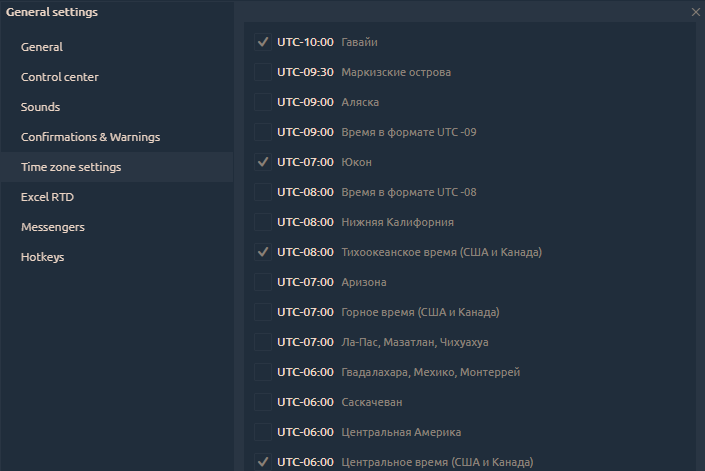 General settings
General
Control center
Sounds
Confirmations & Warnings
Time zone settings
Excel RTD
Messengers
Hotkeys
UTC-10:00 Гавайи
UTC-09:30 Маркизские острова
UTC-09:00 Аляска
UTC-09:00 Время в формате UTC -09
UTC-07:00 Юкон
UTC-08:00 Время в формате UTC -08
UTC-08:00 Нижняя Калифорния
UTC-08:00 Тихоокеанское время (США и Канада)
UTC-07:00 Аризона
UTC-07:00 Горное время (США и Канада)
UTC-07:00 Ла-Пас, Мазатлан, Чихуахуа
UTC-06:00 Гвадалахара, Мехико, Монтеррей
UTC-06:00 Саскачеван
UTC-06:00 Центральная Америка
UTC-06:00 Центральное время (США и Канада)